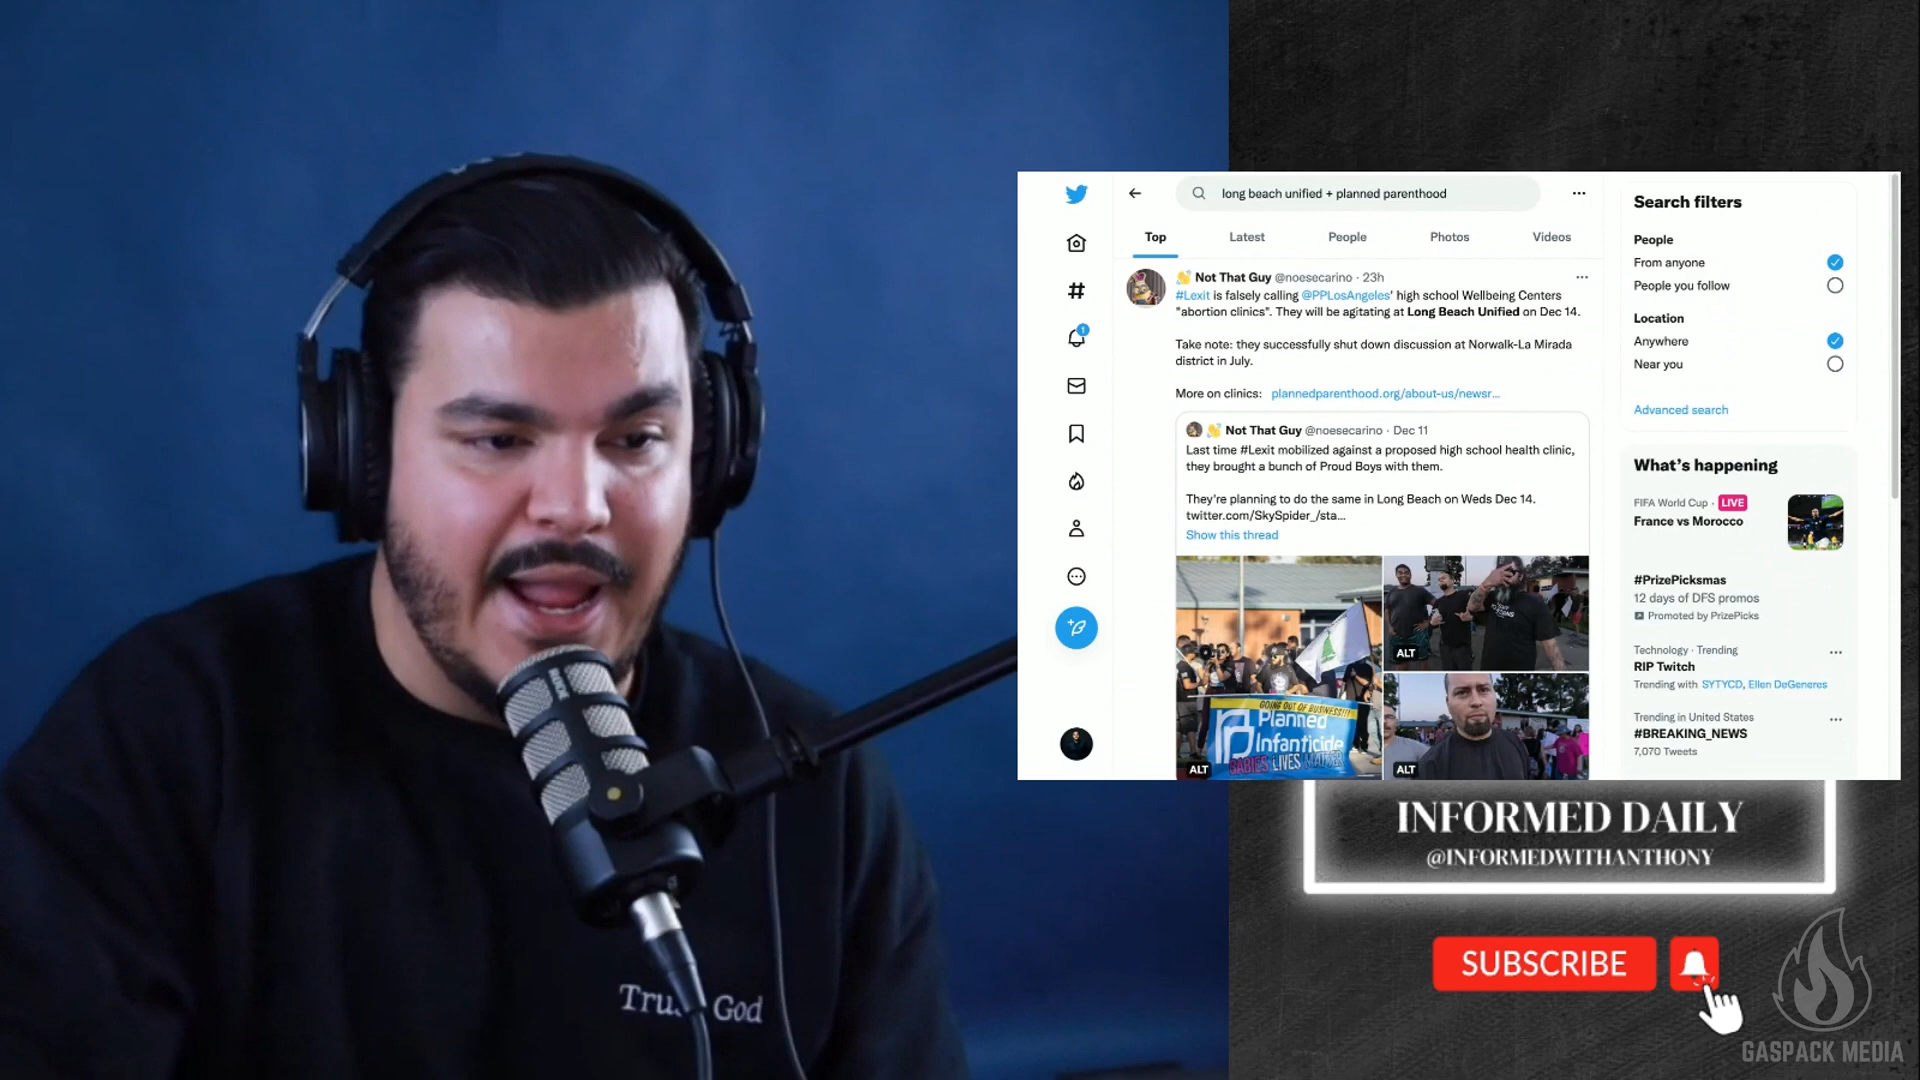 long beach unified + planned parenthood
Top
Latest
People
Photos
Videos
Not That Guy @noesecarino · 23h
#Lexit is falsely calling @PPLosAngeles' high school Wellbeing Centers
"abortion clinics". They will be agitating at Long Beach Unified on Dec 14.
Take note: they successfully shut down discussion at Norwalk-La Mirada
district in July.
More on clinics: plannedparenthood.org/about-us/newsr...
Not That Guy @noesecarino · Dec 11
Last time #Lexit mobilized against a proposed high school health clinic,
they brought a bunch of Proud Boys with them.
They're planning to do the same in Long Beach on Weds Dec 14.
twitter.com/SkySpider_/sta...
Show this thread
GOING OUT OF BUSINESS!!!
Planned
Infanticide
BABIES LIVES MATTER
ALT
ALT
ALT
1
Search filters
People
From anyone
People you follow
Location
Anywhere
Near you
Advanced search
What's happening
FIFA World Cup · LIVE
France vs Morocco
#PrizePicksmas
12 days of DFS promos
Promoted by PrizePicks
Technology · Trending
RIP Twitch
Trending with SYTYCD, Ellen DeGeneres
Trending in United States
#BREAKING_NEWS
7,070 Tweets
INFORMED DAILY
@INFORMEDWITHANTHONY
SUBSCRIBE
GASPACK MEDIA
God